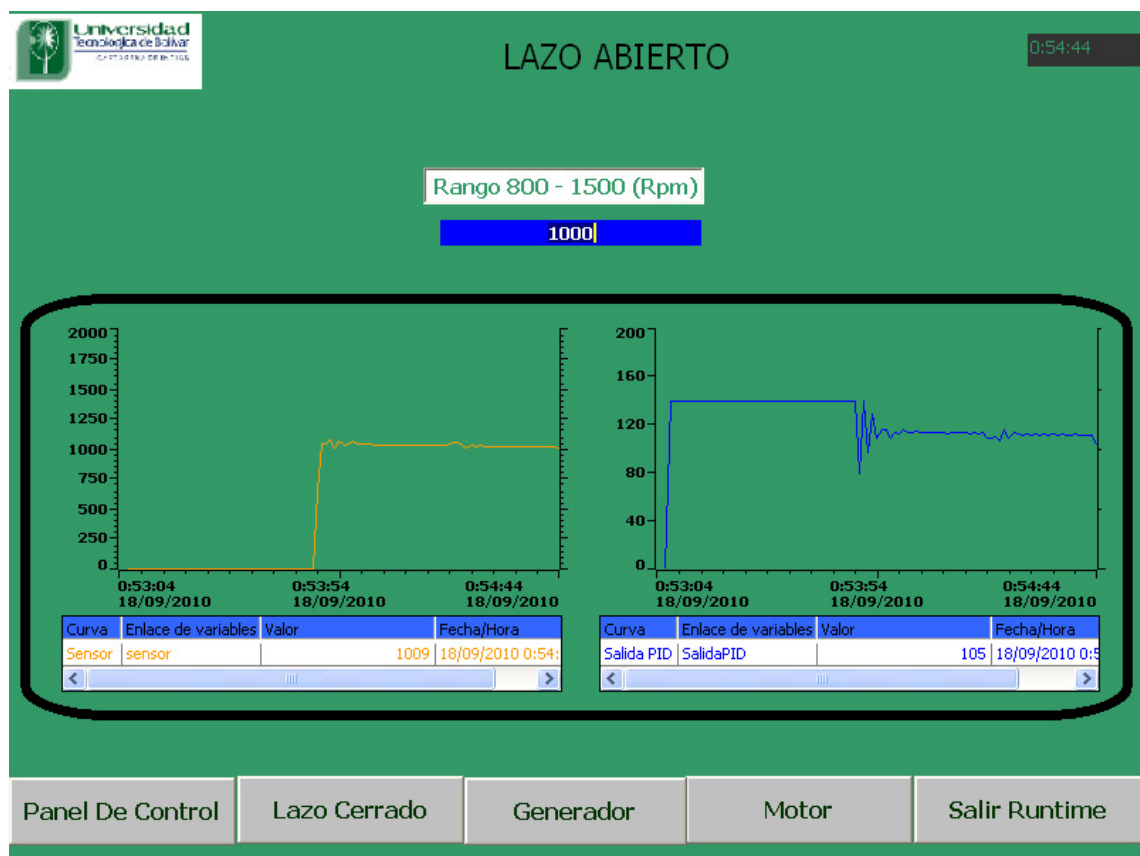 Universidad
Tecnologica de Bolivar
CARTAGENA DE INDIAS
LAZO ABIERTO
0:54:44
Rango 800 - 1500 (Rpm)
1000
2000
1750
1500
1250
1000
750
500
250
0
0:53:04 0:53:54 0:54:44
18/09/2010 18/09/2010 18/09/2010
Curva Enlace de variables Valor Fecha/Hora
Sensor sensor 1009 18/09/2010 0:54:
200
160
120
80
40
0
0:53:04 0:53:54 0:54:44
18/09/2010 18/09/2010 18/09/2010
Curva Enlace de variables Valor Fecha/Hora
Salida PID SalidaPID 105 18/09/2010 0:5
Panel De Control Lazo Cerrado Generador Motor Salir Runtime